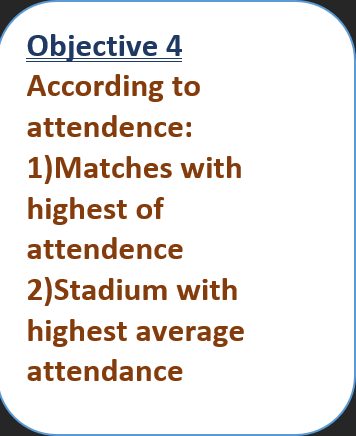 Objective 4
According to
attendence:
1)Matches with
highest of
attendence
2)Stadium with
highest average
attendance